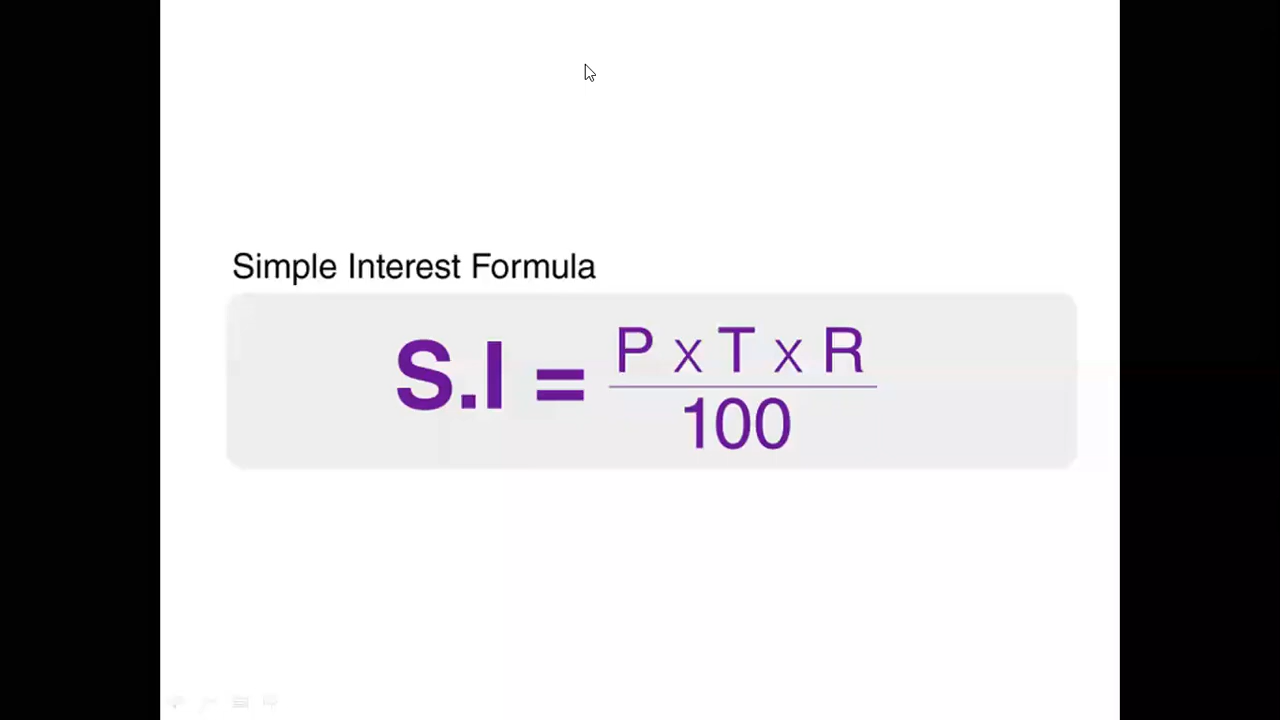 Simple Interest Formula
S.I = P x T x R
100